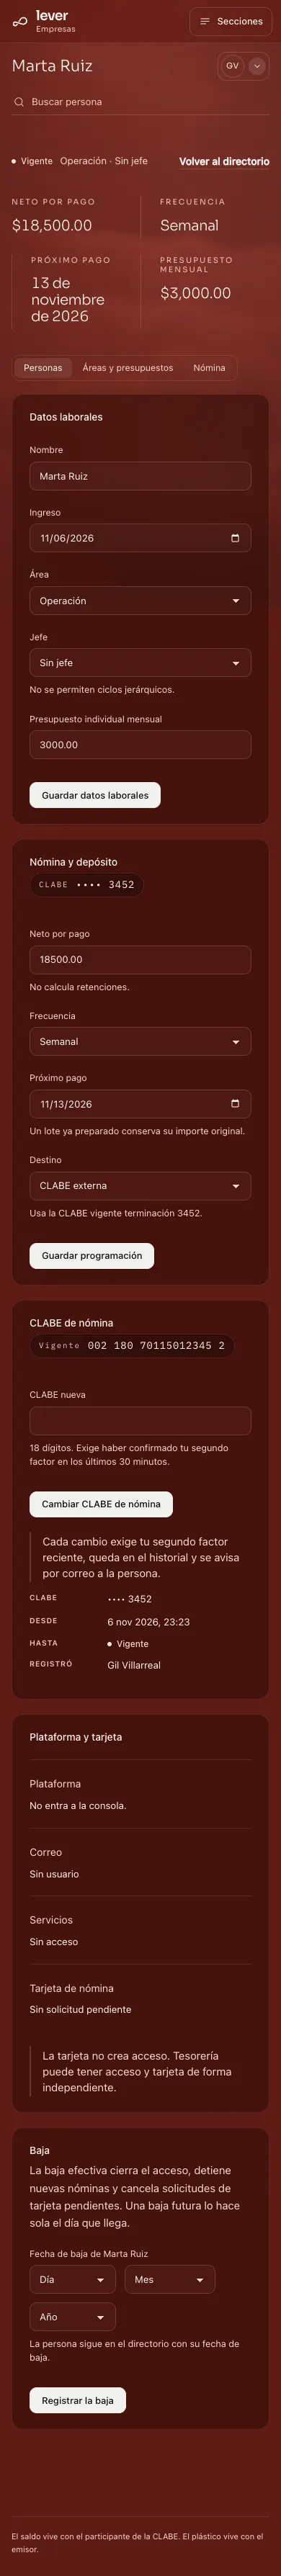 lever
Empresas
Secciones
Marta Ruiz
GV
Buscar persona
Vigente Operación · Sin jefe
Volver al directorio
NETO POR PAGO
$18,500.00
FRECUENCIA
Semanal
PRÓXIMO PAGO
13 de
noviembre
de 2026
PRESUPUESTO
MENSUAL
$3,000.00
Personas
Áreas y presupuestos
Nómina
Datos laborales
Nombre
Marta Ruiz
Ingreso
11/06/2026
Área
Operación
Jefe
Sin jefe
No se permiten ciclos jerárquicos.
Presupuesto individual mensual
3000.00
Guardar datos laborales
Nómina y depósito
CLABE •••• 3452
Neto por pago
18500.00
No calcula retenciones.
Frecuencia
Semanal
Próximo pago
11/13/2026
Un lote ya preparado conserva su importe original.
Destino
CLABE externa
Usa la CLABE vigente terminación 3452.
Guardar programación
CLABE de nómina
Vigente 002 180 70115012345 2
CLABE nueva
18 dígitos. Exige haber confirmado tu segundo
factor en los últimos 30 minutos.
Cambiar CLABE de nómina
Cada cambio exige tu segundo factor
reciente, queda en el historial y se avisa
por correo a la persona.
CLABE •••• 3452
DESDE 6 nov 2026, 23:23
HASTA Vigente
REGISTRÓ Gil Villarreal
Plataforma y tarjeta
Plataforma
No entra a la consola.
Correo
Sin usuario
Servicios
Sin acceso
Tarjeta de nómina
Sin solicitud pendiente
La tarjeta no crea acceso. Tesorería
puede tener acceso y tarjeta de forma
independiente.
Baja
La baja efectiva cierra el acceso, detiene
nuevas nóminas y cancela solicitudes de
tarjeta pendientes. Una baja futura lo hace
sola el día que llega.
Fecha de baja de Marta Ruiz
Día
Mes
Año
La persona sigue en el directorio con su fecha de
baja.
Registrar la baja
El saldo vive con el participante de la CLABE. El plástico vive con el
emisor.